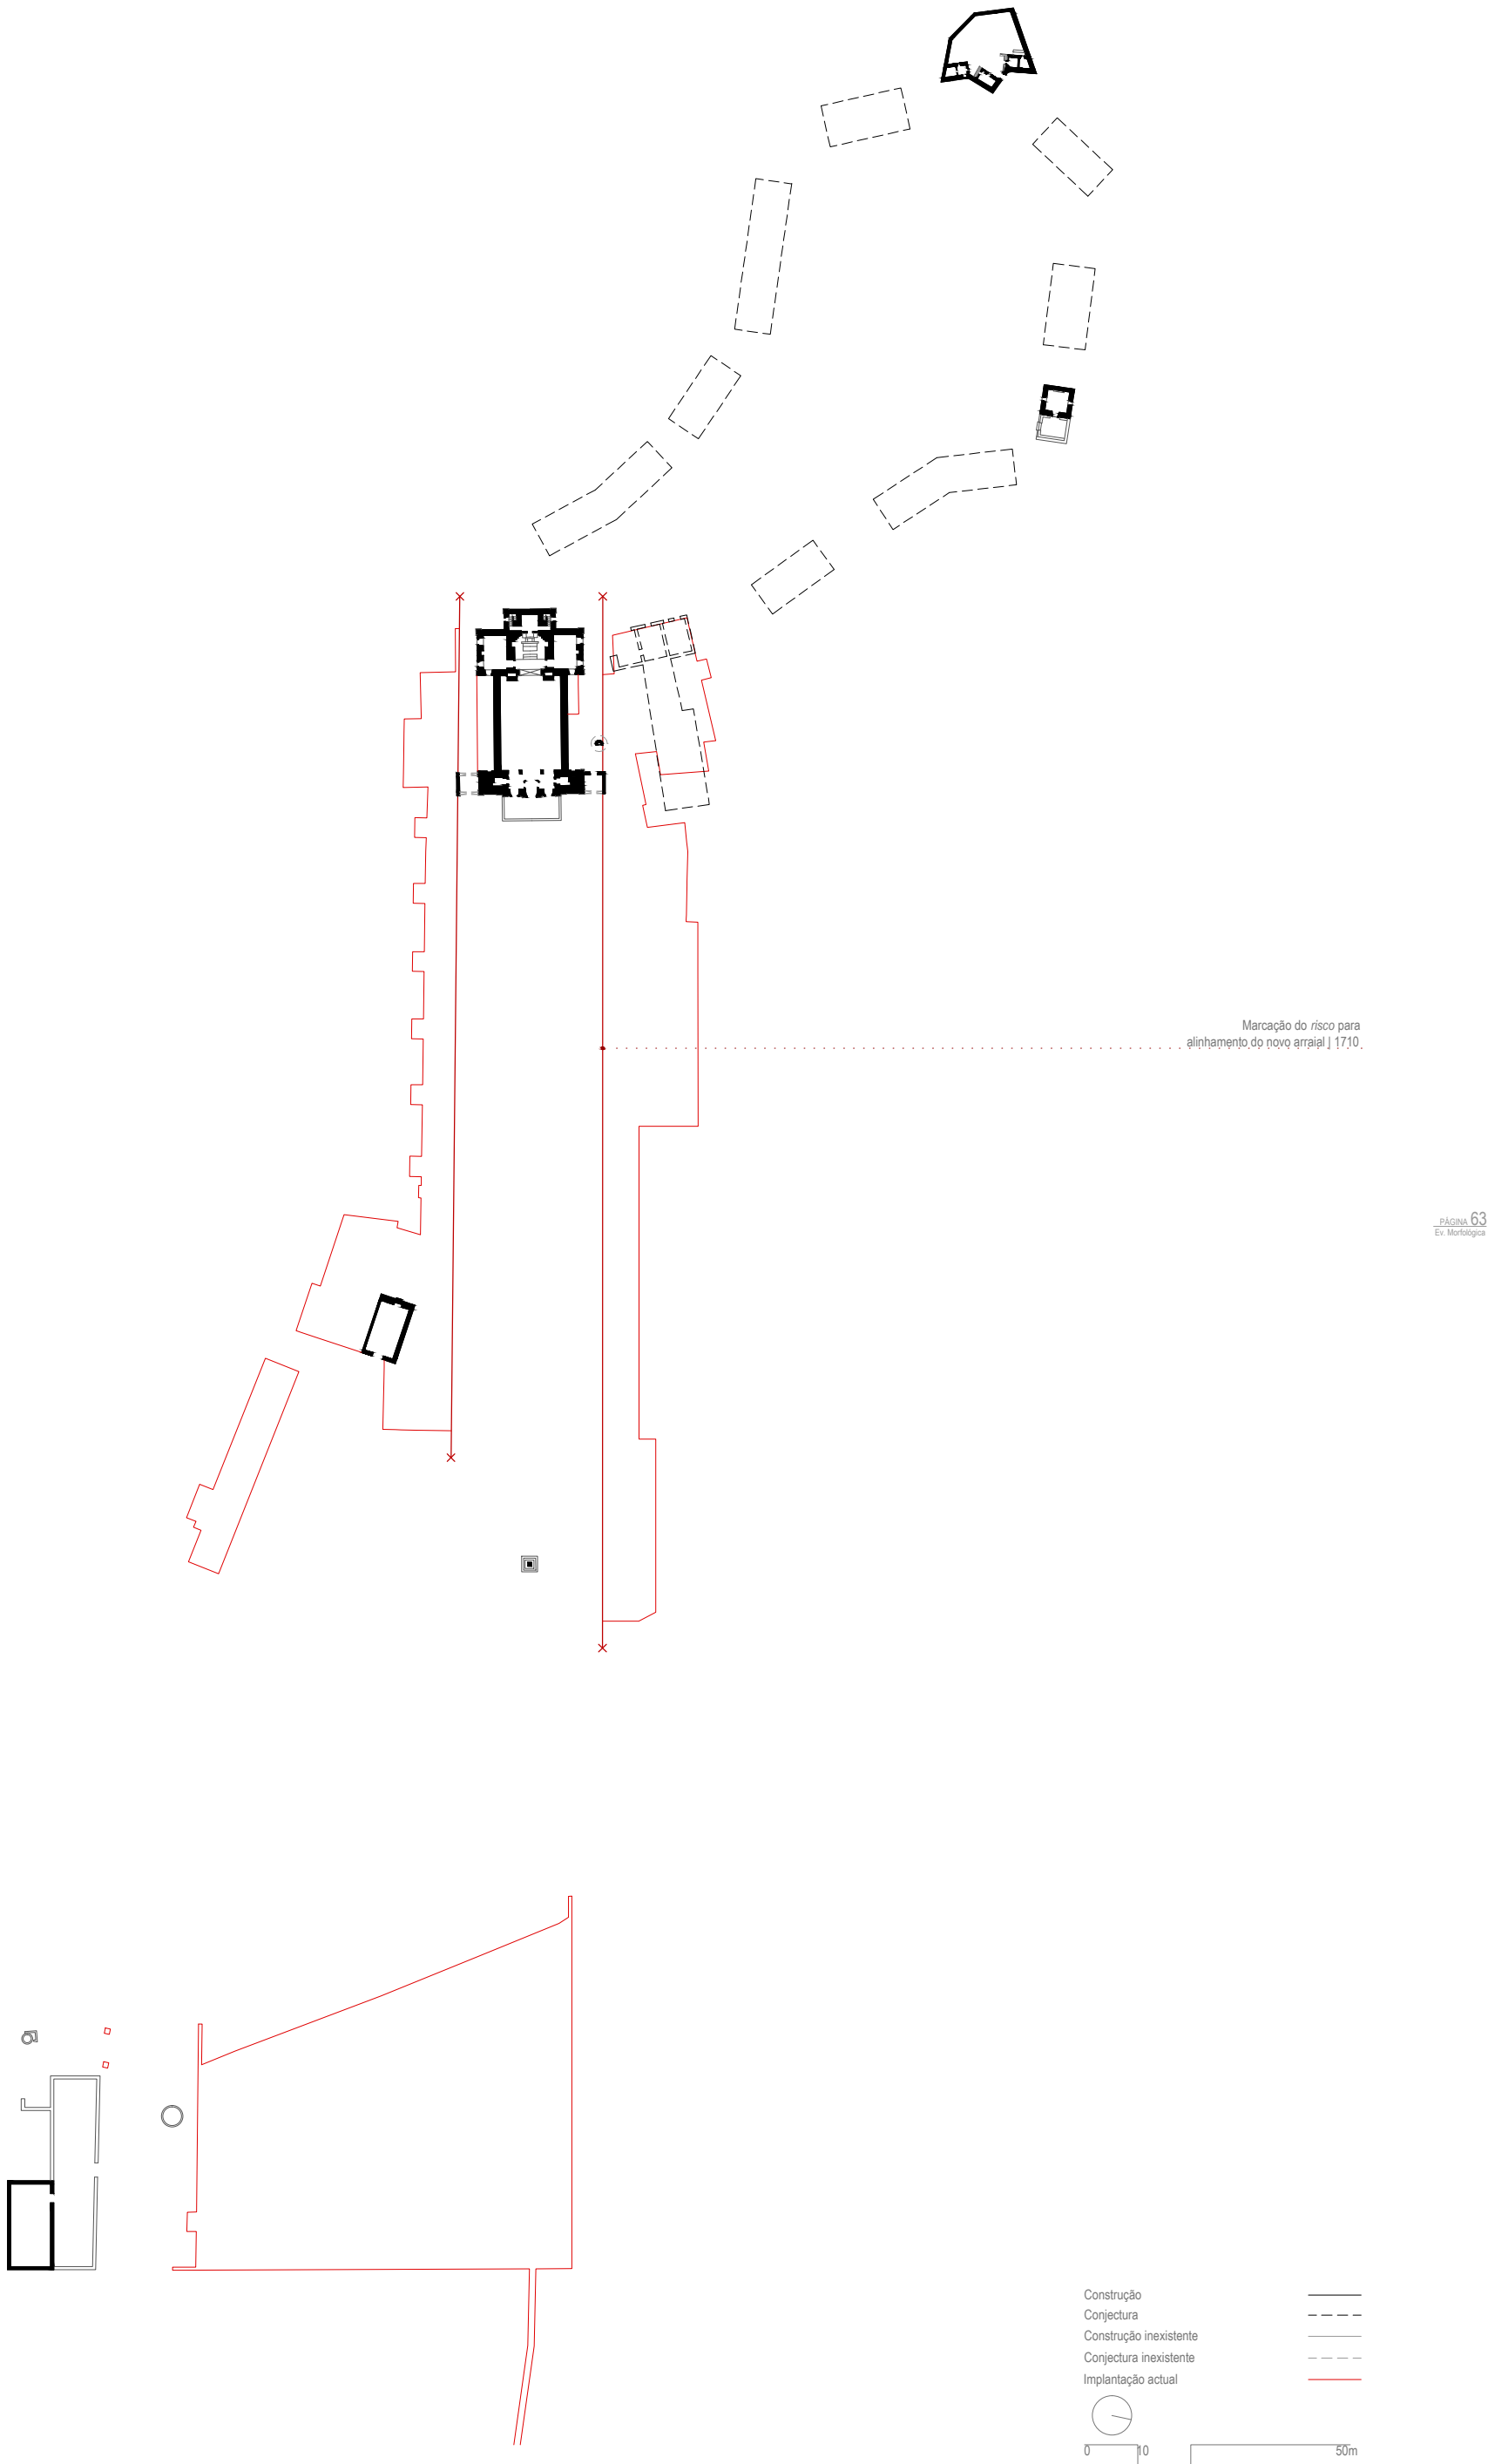 Marcação do risco para
alinhamento do novo arraial | 1710
PÁGINA 63
Ev. Morfológica
Construção
Conjectura
Construção inexistente
Conjectura inexistente
Implantação actual
0 10 50m